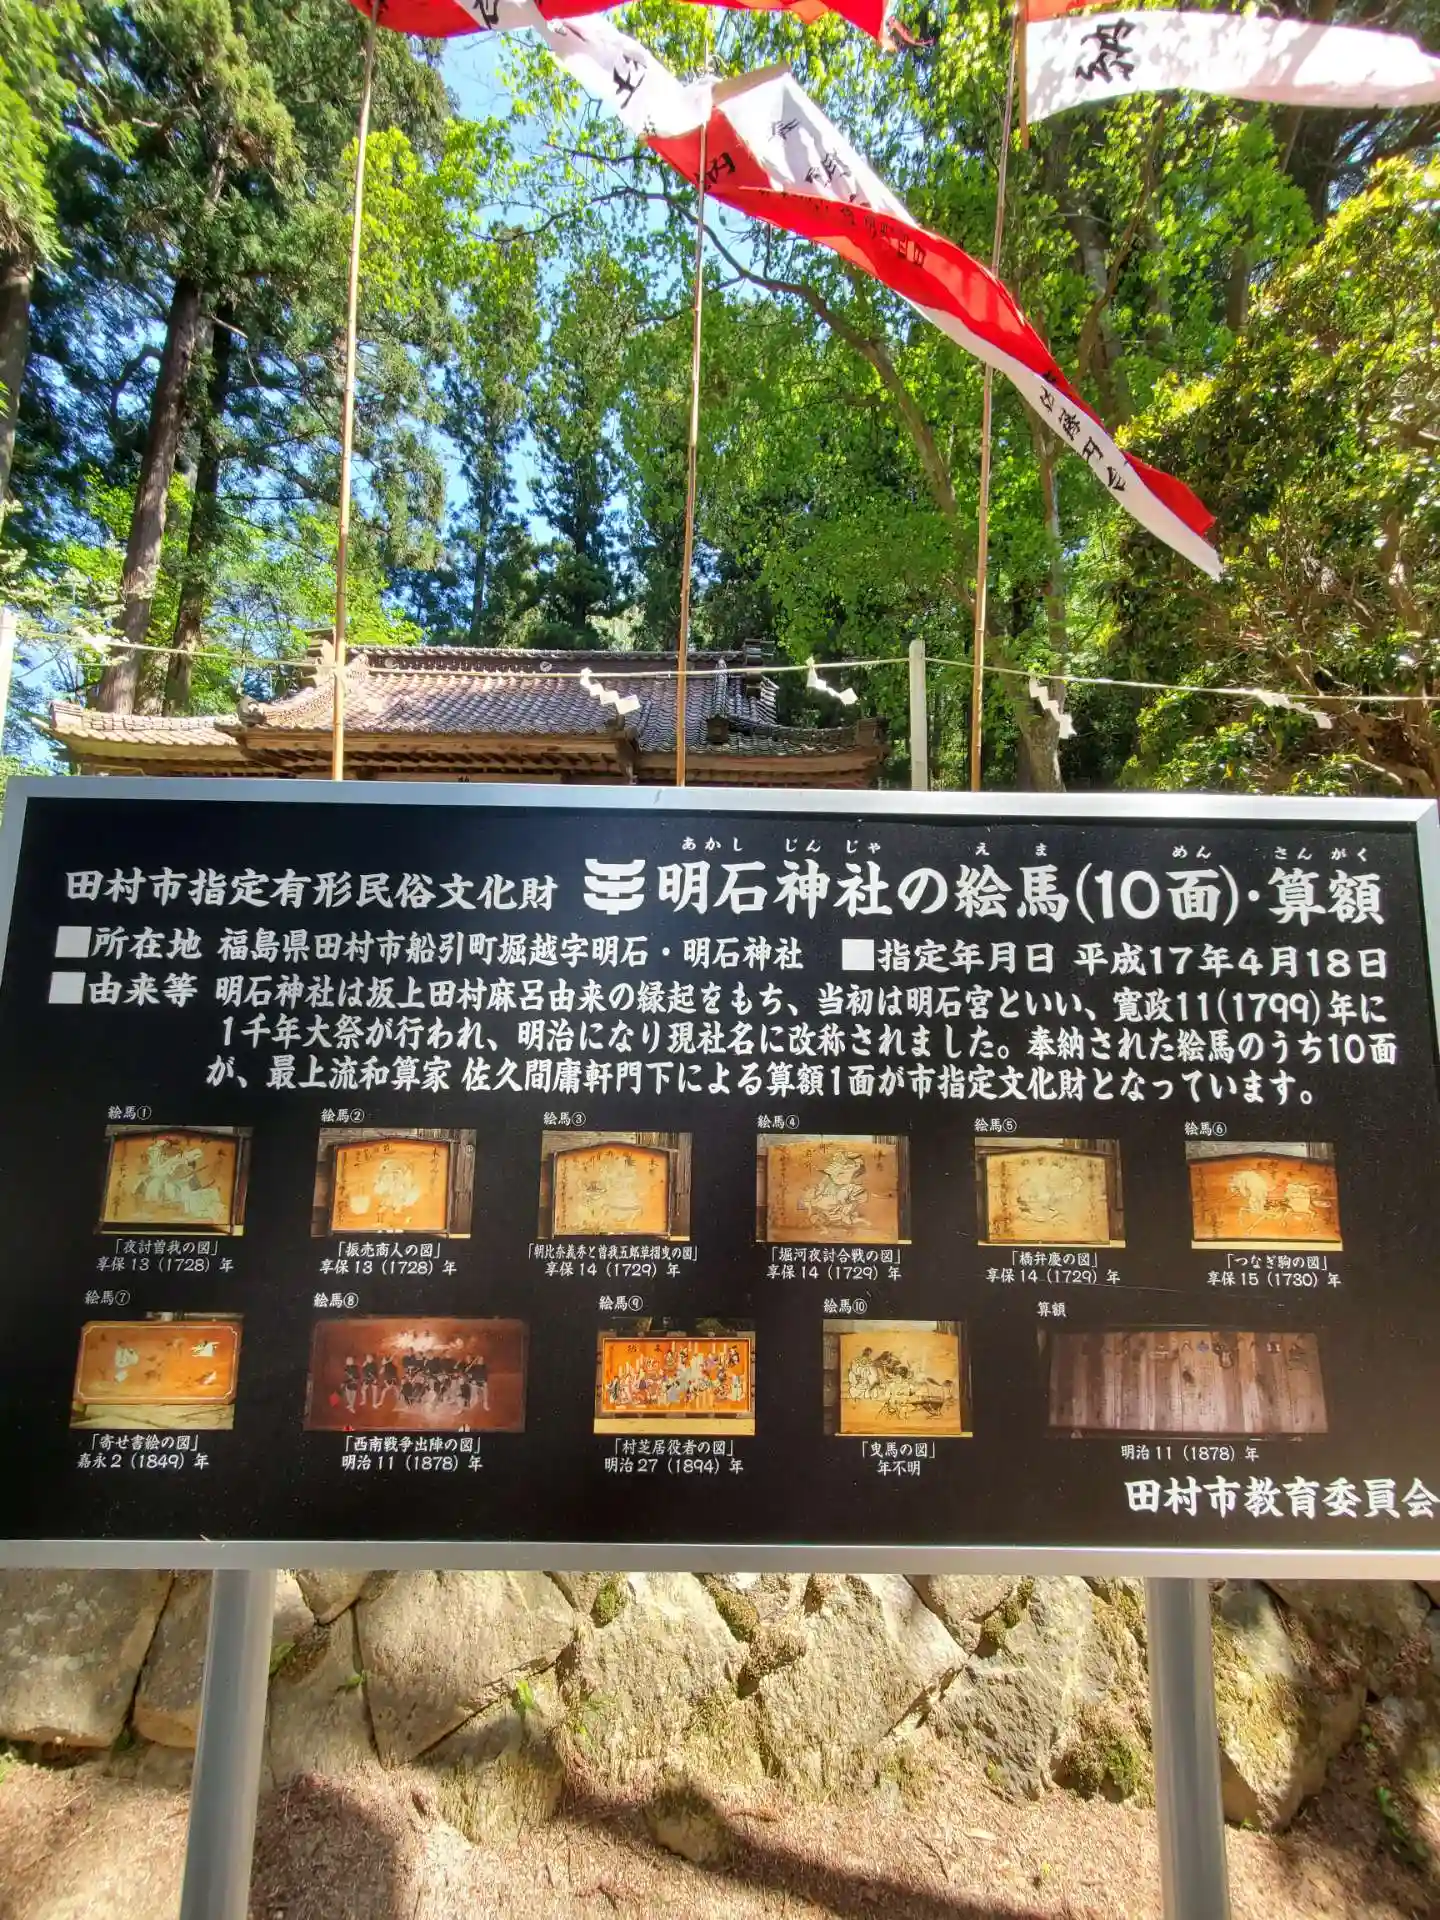 納
田村市指定有形民俗文化財 明石神社の絵馬(10面)・算額
あかし じんじゃ えま めん さんがく
■所在地 福島県田村市船引町堀越字明石・明石神社 ■指定年月日 平成17年4月18日
■由来等 明石神社は坂上田村麻呂由来の縁起をもち、当初は明石宮といい、寛政11(1799)年に
1千年大祭が行われ、明治になり現社名に改称されました。奉納された絵馬のうち10面
が、最上流和算家 佐久間庸軒門下による算額1面が市指定文化財となっています。
絵馬① 絵馬② 絵馬③ 絵馬④ 絵馬⑤ 絵馬⑥
「夜討曽我の図」 「振売商人の図」 「朝比奈義秀と曽我五郎草摺曳の図」 「堀河夜討合戦の図」 「橋弁慶の図」 「つなぎ駒の図」
享保13（1728）年 享保13（1728）年 享保14（1729）年 享保14（1729）年 享保14（1729）年 享保15（1730）年
絵馬⑦ 絵馬⑧ 絵馬⑨ 絵馬⑩ 算額
「寄せ書絵の図」 「西南戦争出陣の図」 「村芝居役者の図」 「曳馬の図」
嘉永2（1849）年 明治11（1878）年 明治27（1894）年 年不明 明治11（1878）年
田村市教育委員会